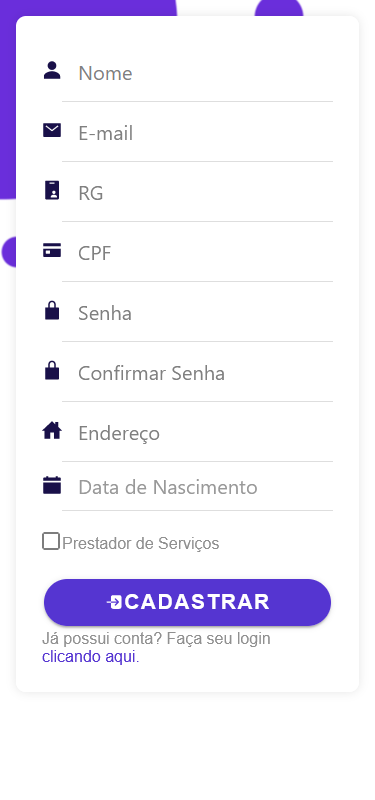 Nome
E-mail
RG
CPF
Senha
Confirmar Senha
Endereço
Data de Nascimento
Prestador de Serviços
CADASTRAR
Já possui conta? Faça seu login
clicando aqui.